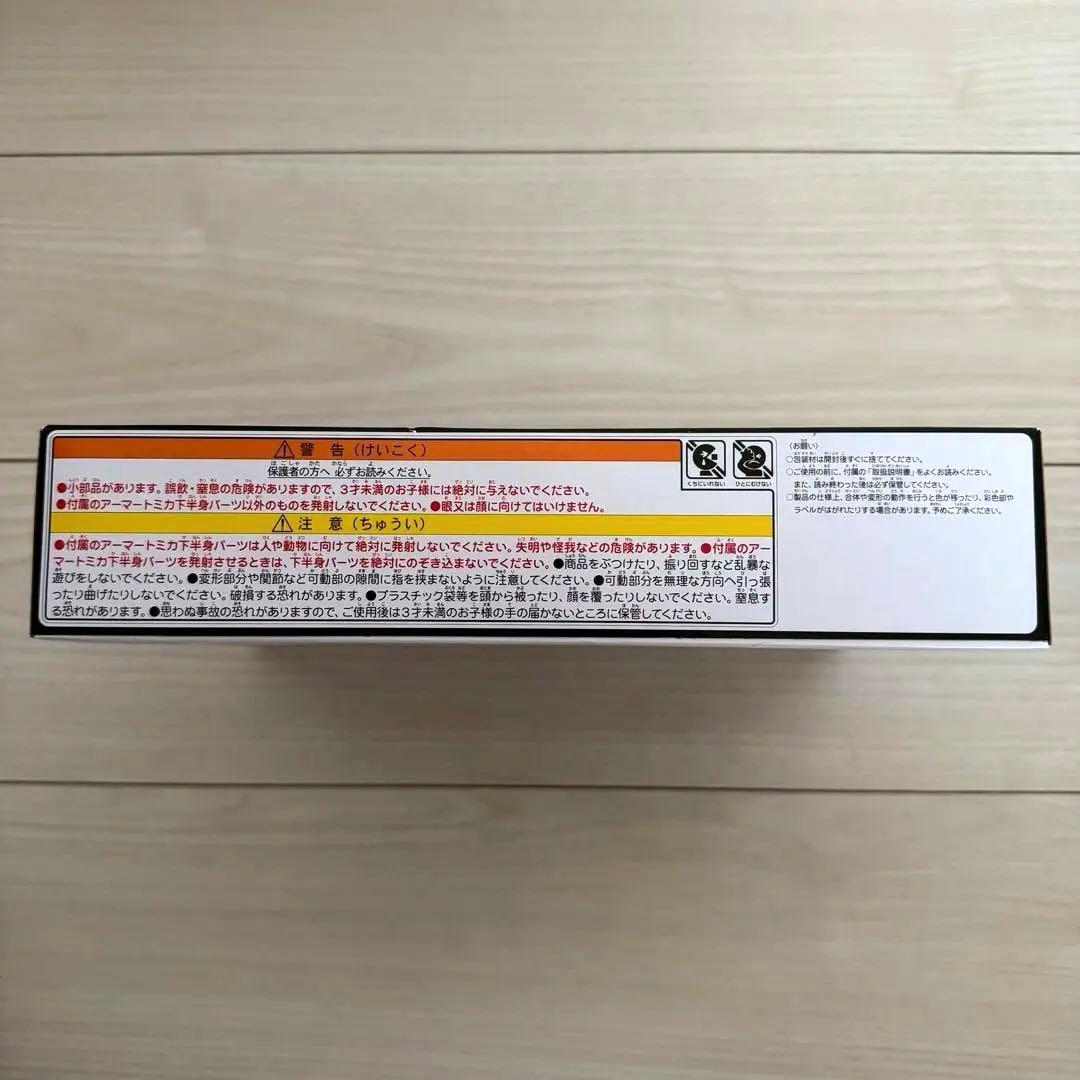 ⚠警 告(けいこく)
保護者の方へ 必ずお読みください。
●小部品があります。誤飲・窒息の危険がありますので、3才未満のお子様には絶対に与えないでください。
●付属のアーマートミカ下半身パーツ以外のものを発射しないでください。●眼又は顔に向けてはいけません。
くちにいれない
ひとにむけない
⚠注 意(ちゅうい)
●付属のアーマートミカ下半身パーツは人や動物に向けて絶対に発射しないでください。失明や怪我などの危険があります。●付属のアー
マートミカ下半身パーツを発射させるときは、下半身パーツを絶対にのぞき込まないでください。●商品をぶつけたり、振り回すなど乱暴な
遊びをしないでください。●変形部分や関節など可動部の隙間に指を挟まないように注意してください。●可動部分を無理な方向へ引っ張
ったり曲げたりしないでください。破損する恐れがあります。●プラスチック袋等を頭から被ったり、顔を覆ったりしないでください。窒息す
る恐れがあります。●思わぬ事故の恐れがありますので、ご使用後は3才未満のお子様の手の届かないところに保管してください。
〈お願い〉
○包装材は開封後すぐに捨ててください。
○ご使用の前に、付属の「取扱説明書」をよくお読みください。
また、読み終わった後は必ず保管してください。
○製品の仕様上、合体や変形の動作を行うと色が移ったり、彩色部や
ラベルがはがれたりする場合があります。予めご了承ください。